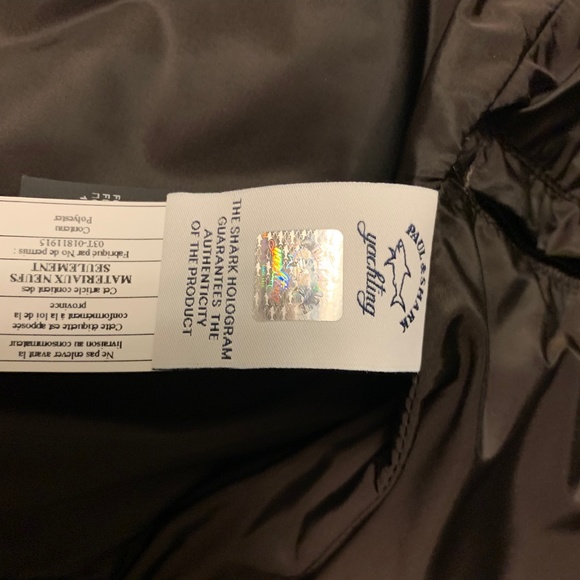 PAUL & SHARK
yachting
THE SHARK HOLOGRAM
GUARANTEES THE
AUTHENTICITY
OF THE PRODUCT
Ne pas enlever avant la
livraison au consommateur
Cette étiquette est apposée
conformément à la loi de la
province
Cet article contient des
MATERIAUX NEUFS
SEULEMENT
Fabriqué par No de permis :
03T-01811915
Contenu
Polyester